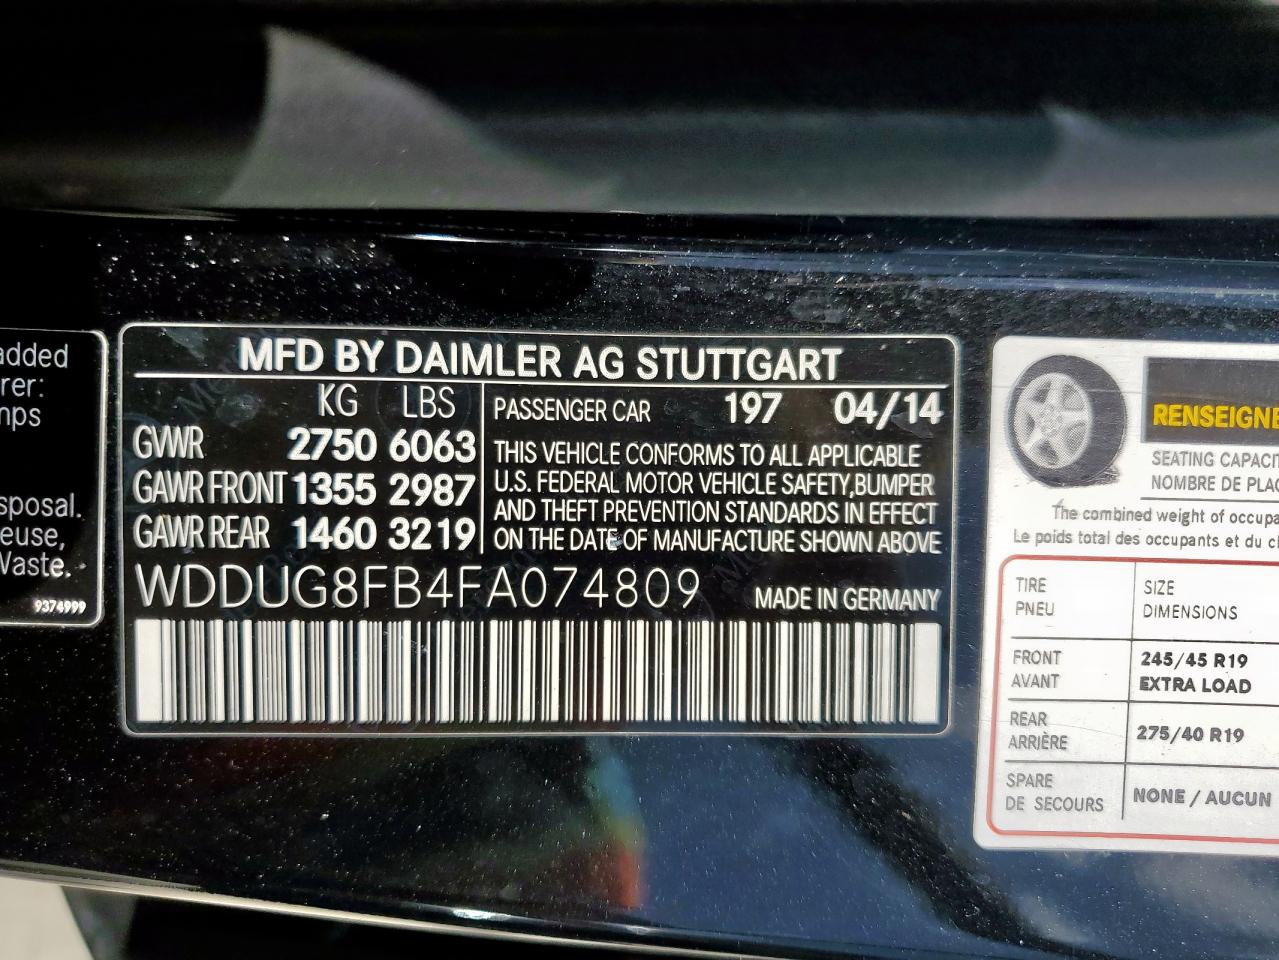 added
rer:
mps
sposal.
euse,
Waste.
9374999
MFD BY DAIMLER AG STUTTGART
KG LBS
GVWR 2750 6063
GAWR FRONT 1355 2987
GAWR REAR 1460 3219
PASSENGER CAR 197 04/14
THIS VEHICLE CONFORMS TO ALL APPLICABLE
U.S. FEDERAL MOTOR VEHICLE SAFETY,BUMPER
AND THEFT PREVENTION STANDARDS IN EFFECT
ON THE DATE OF MANUFACTURE SHOWN ABOVE
WDDUG8FB4FA074809 MADE IN GERMANY
RENSEIGNE
SEATING CAPACIT
NOMBRE DE PLAC
The combined weight of occupa
Le poids total des occupants et du c
TIRE SIZE
PNEU DIMENSIONS
FRONT 245/45 R19
AVANT EXTRA LOAD
REAR 275/40 R19
ARRIÈRE
SPARE NONE / AUCUN
DE SECOURS